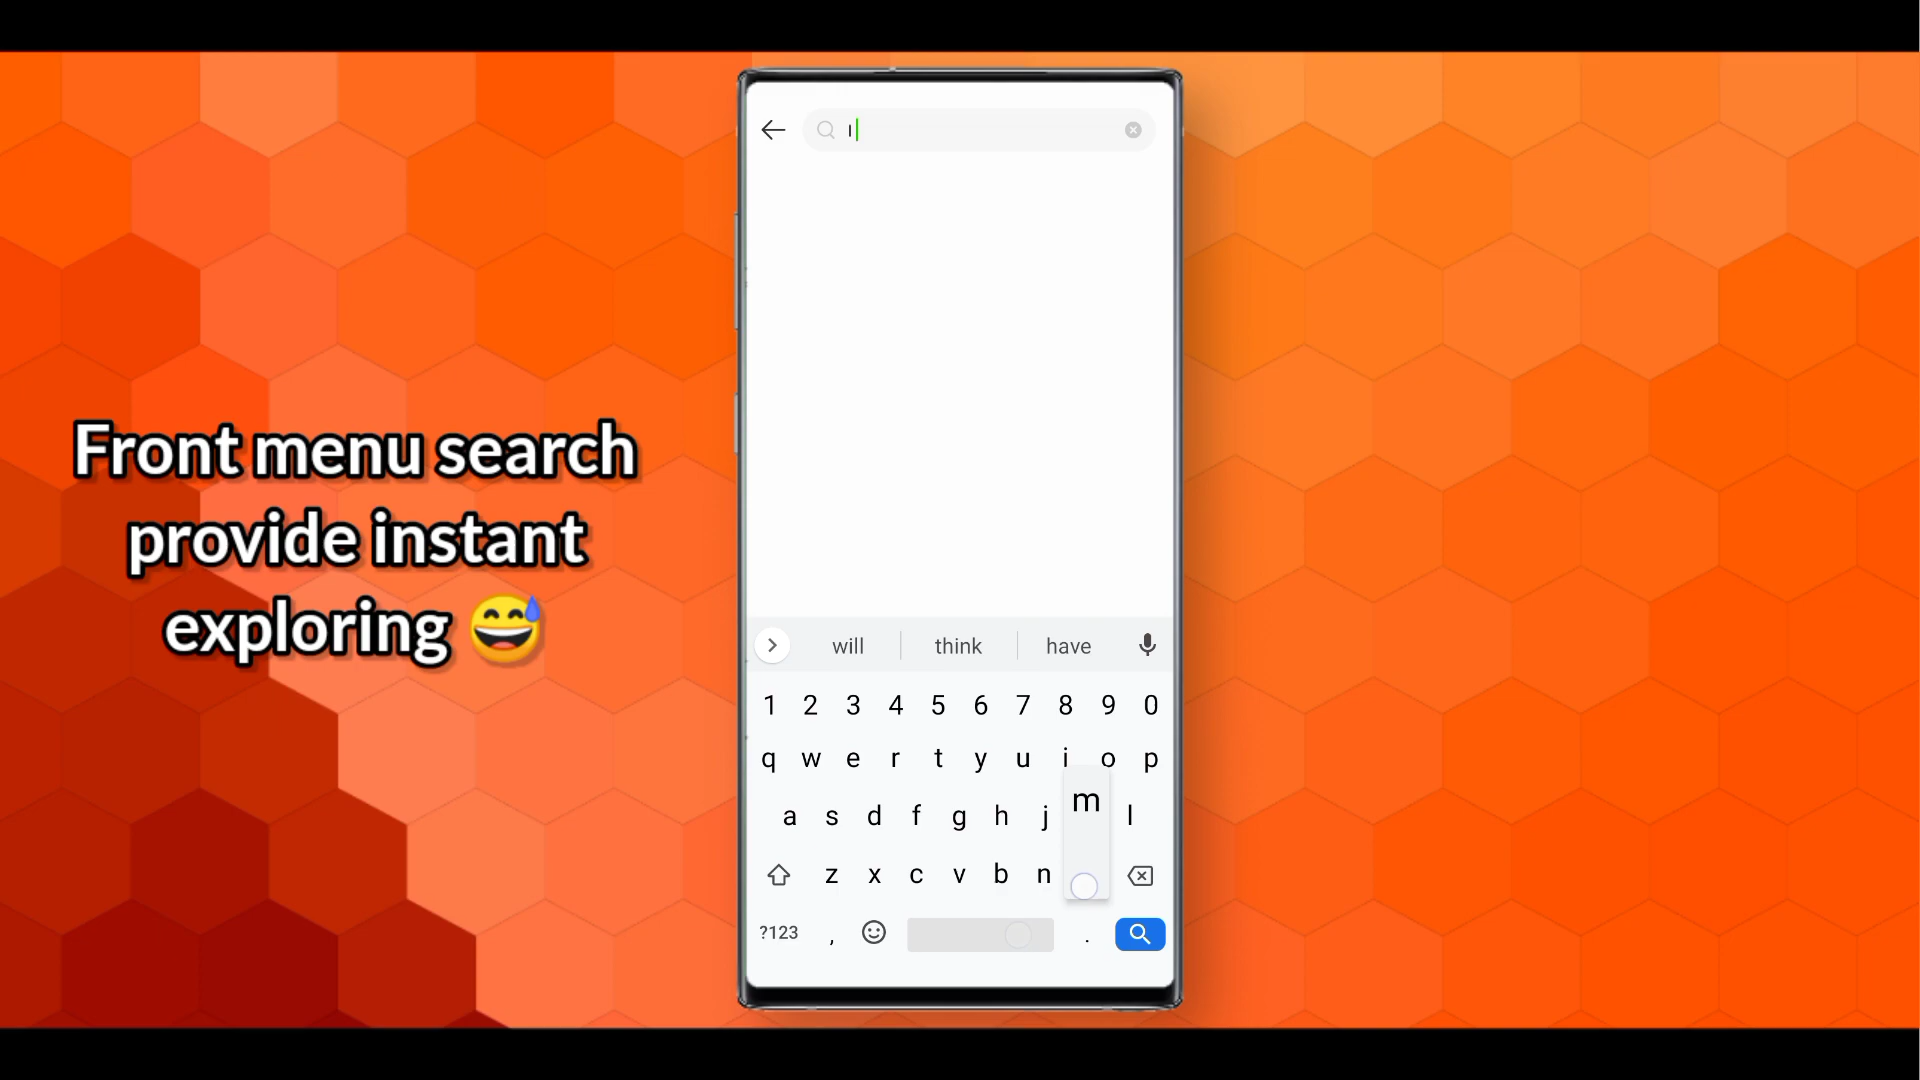 I
Front menu search
provide instant
exploring 😅
will think have
1 2 3 4 5 6 7 8 9 0
q w e r t y u i o p
a s d f g h j m l
z x c v b n
?123 , .